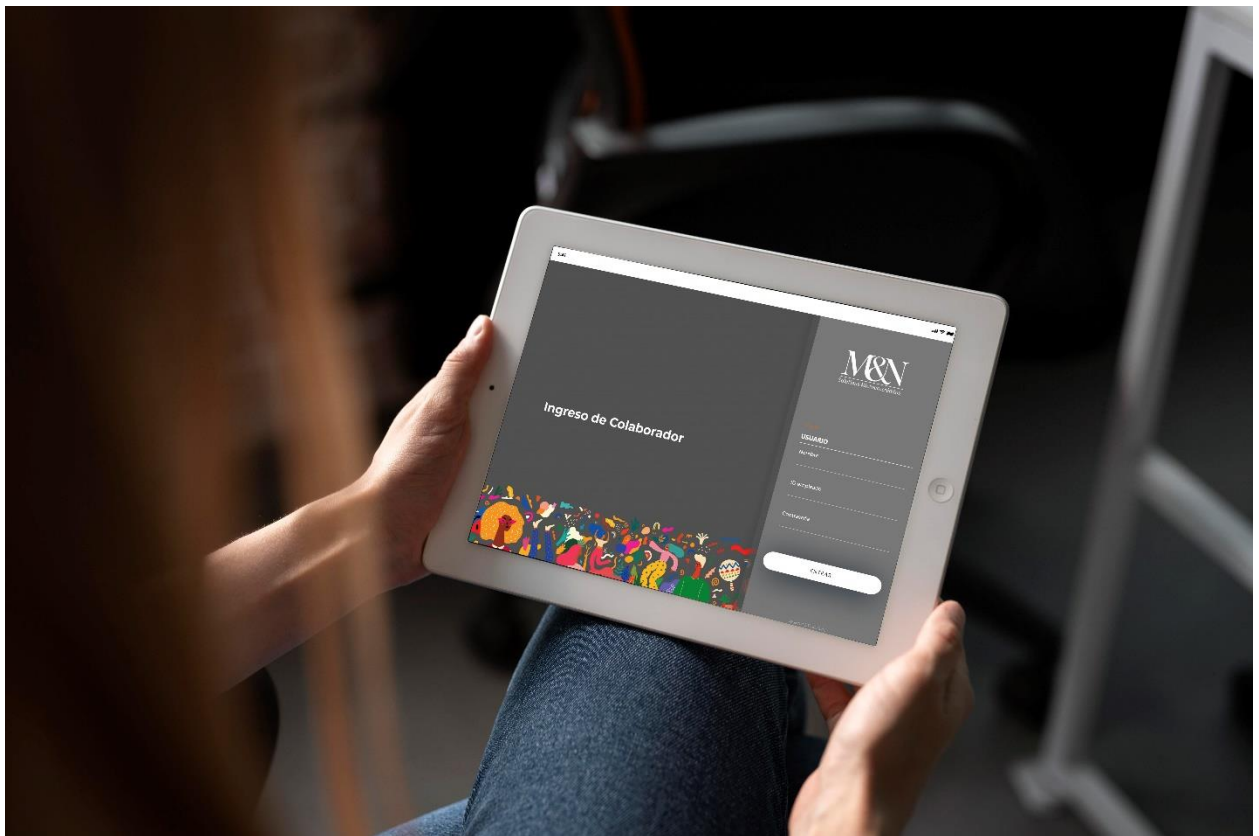 Ingreso de Colaborador
M&N
USUARIO
Nombre
ID empleado
Contraseña
ENTRAR